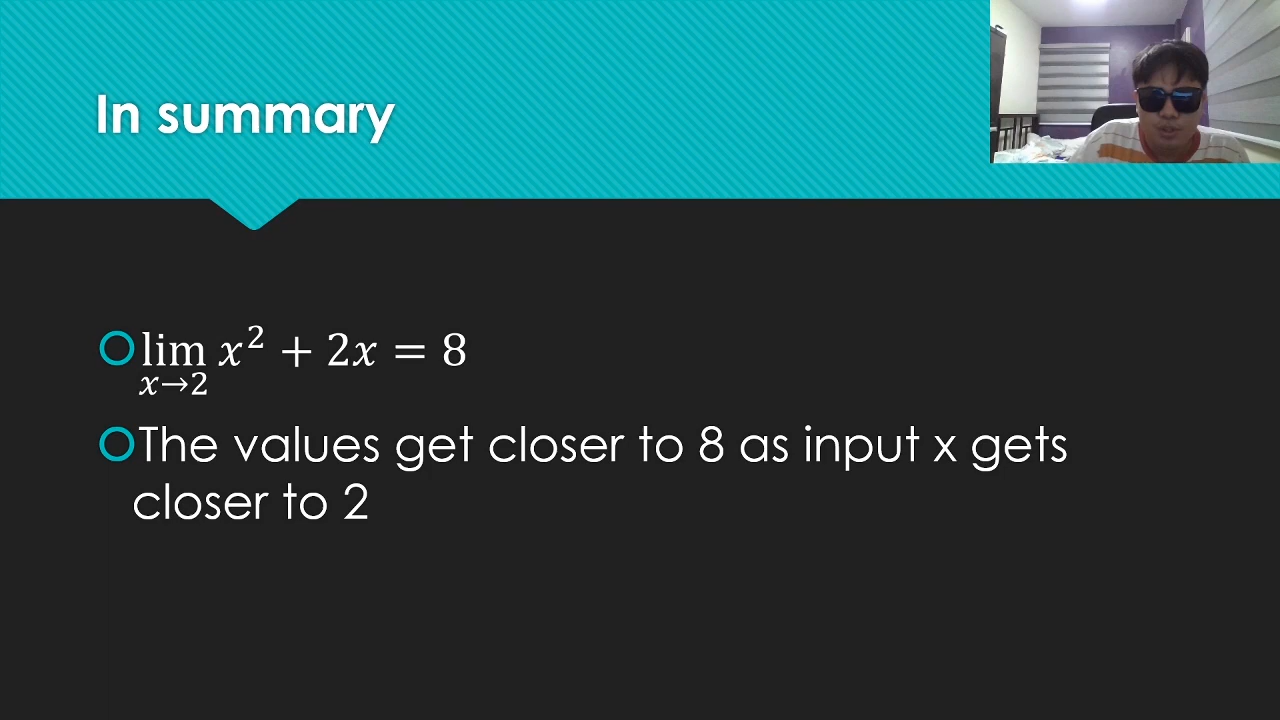 In summary
lim x² + 2x = 8
x→2
The values get closer to 8 as input x gets
closer to 2